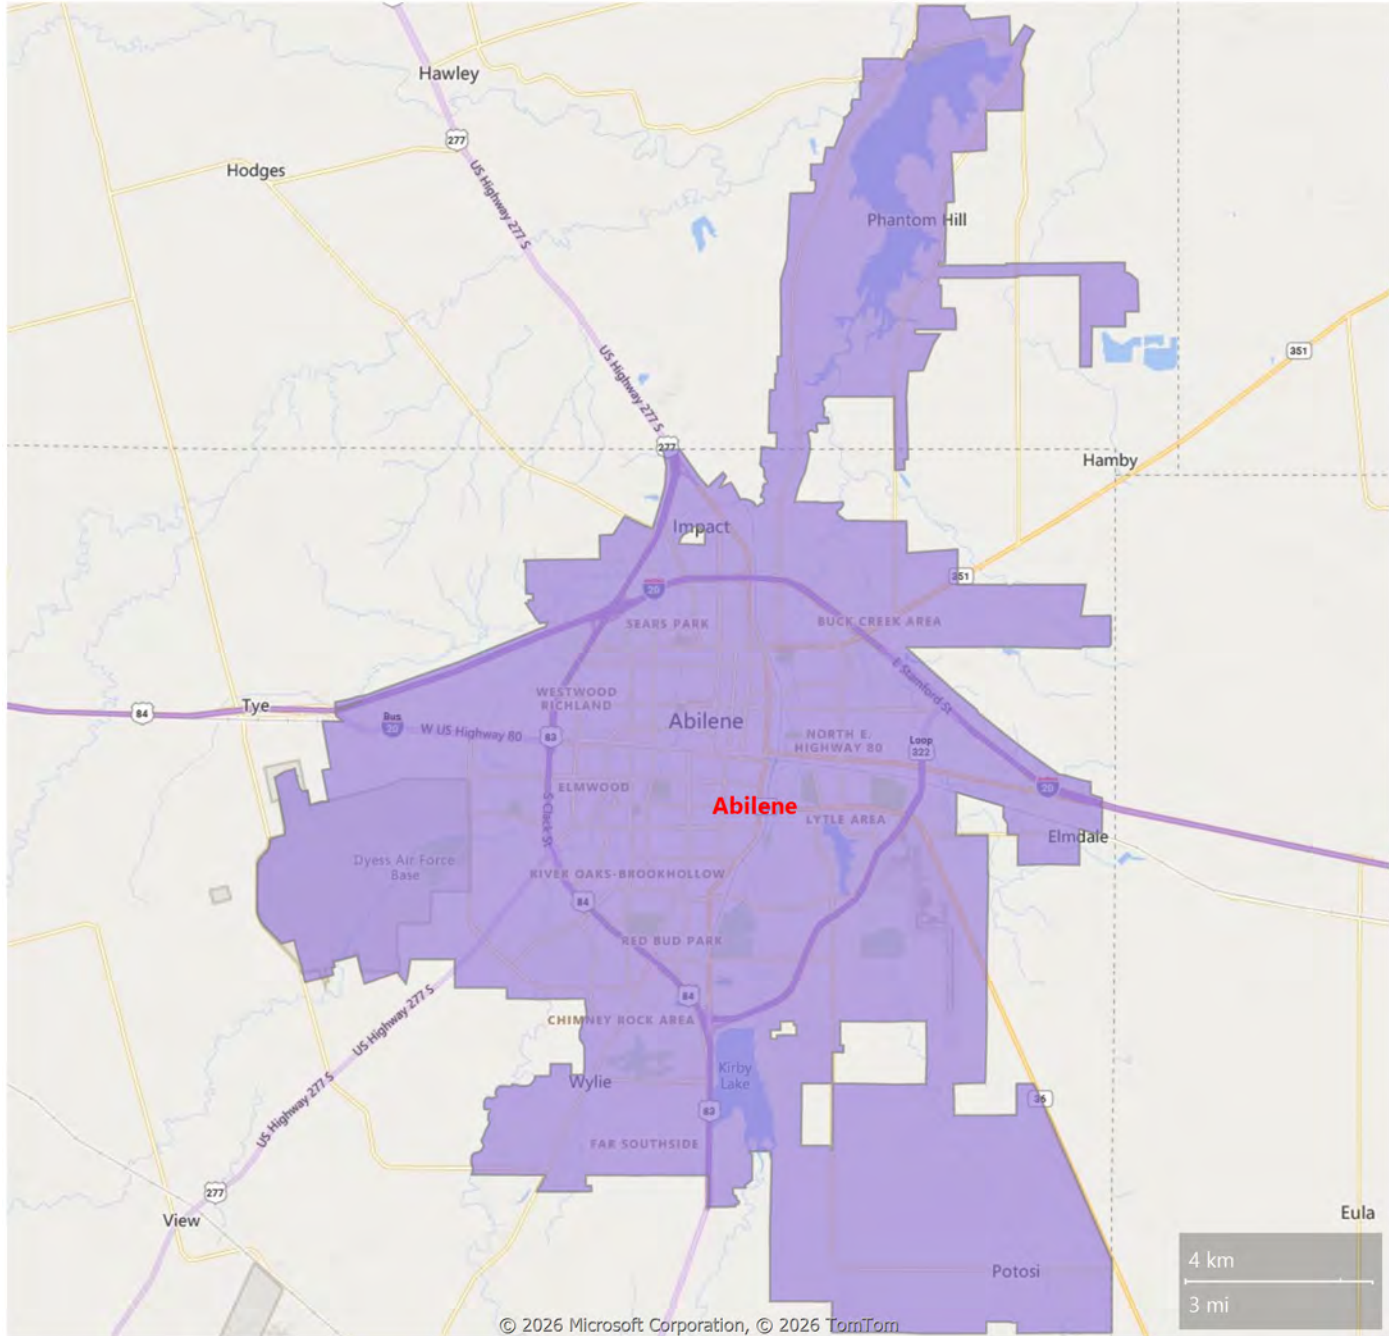 Hawley
277
Hodges
US Highway 277 S
Phantom Hill
US Highway 277 S
351
277
Hamby
Impact
351
20
SEARS PARK
BUCK CREEK AREA
E Stamford St
WESTWOOD
RICHLAND
Tye
84
Bus
20
W US Highway 80
83
Abilene
NORTH E.
HIGHWAY 80
Loop
322
ELMWOOD
20
S Clack St
Abilene
LYTLE AREA
Elmdale
Dyess Air Force
Base
RIVER OAKS-BROOKHOLLOW
84
RED BUD PARK
84
US Highway 277 S
CHIMNEY ROCK AREA
Kirby
Lake
Wylie
US Highway 277 S
83
36
FAR SOUTHSIDE
277
View
Eula
Potosi
4 km
3 mi
© 2026 Microsoft Corporation, © 2026 TomTom